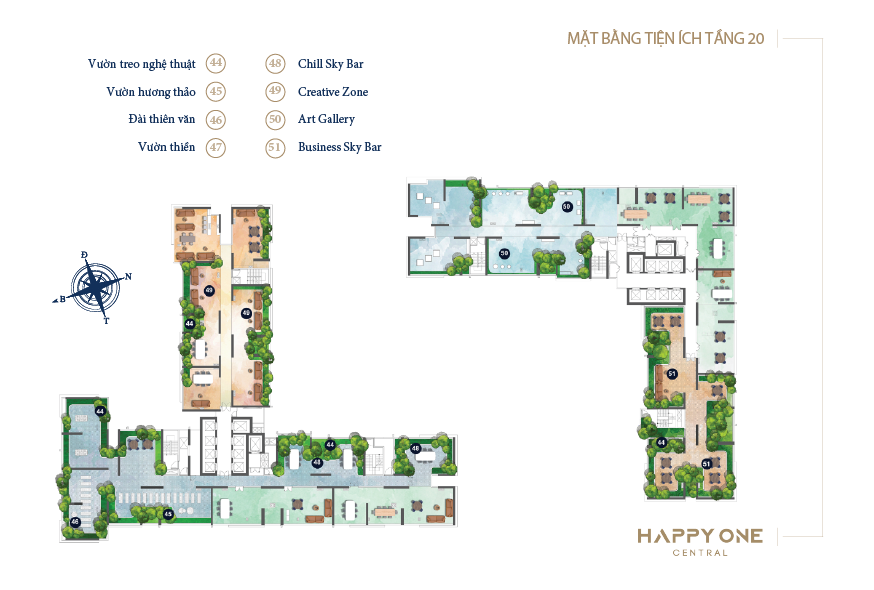 MẶT BẰNG TIỆN ÍCH TẦNG 20
Vườn treo nghệ thuật 44
Vườn hương thảo 45
Đài thiên văn 46
Vườn thiền 47
48 Chill Sky Bar
49 Creative Zone
50 Art Gallery
51 Business Sky Bar
Đ
N
B
T
50
50
49
49
44
51
44
51
44
44
48
48
46
45
HAPPY ONE
CENTRAL